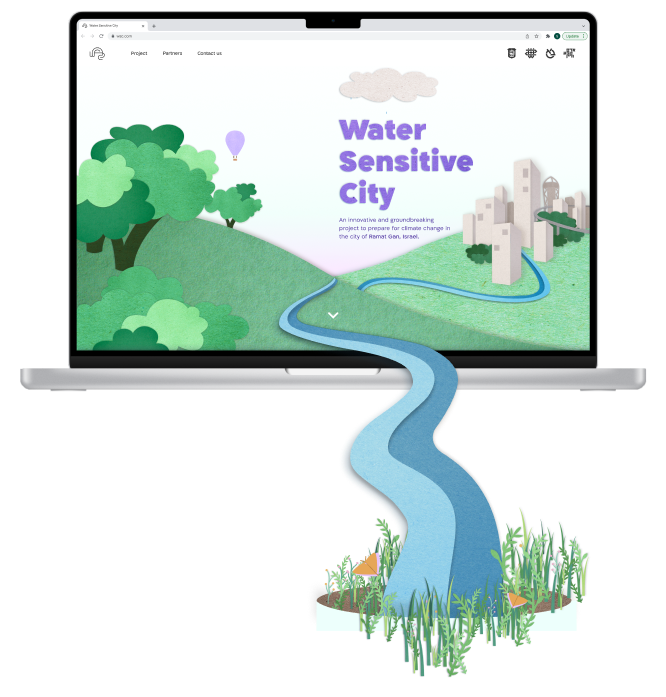 Water Sensitive City
wsc.com
Update
Project
Partners
Contact us
Water
Sensitive
City
An innovative and groundbreaking
project to prepare for climate change in
the city of Ramat Gan, Israel.